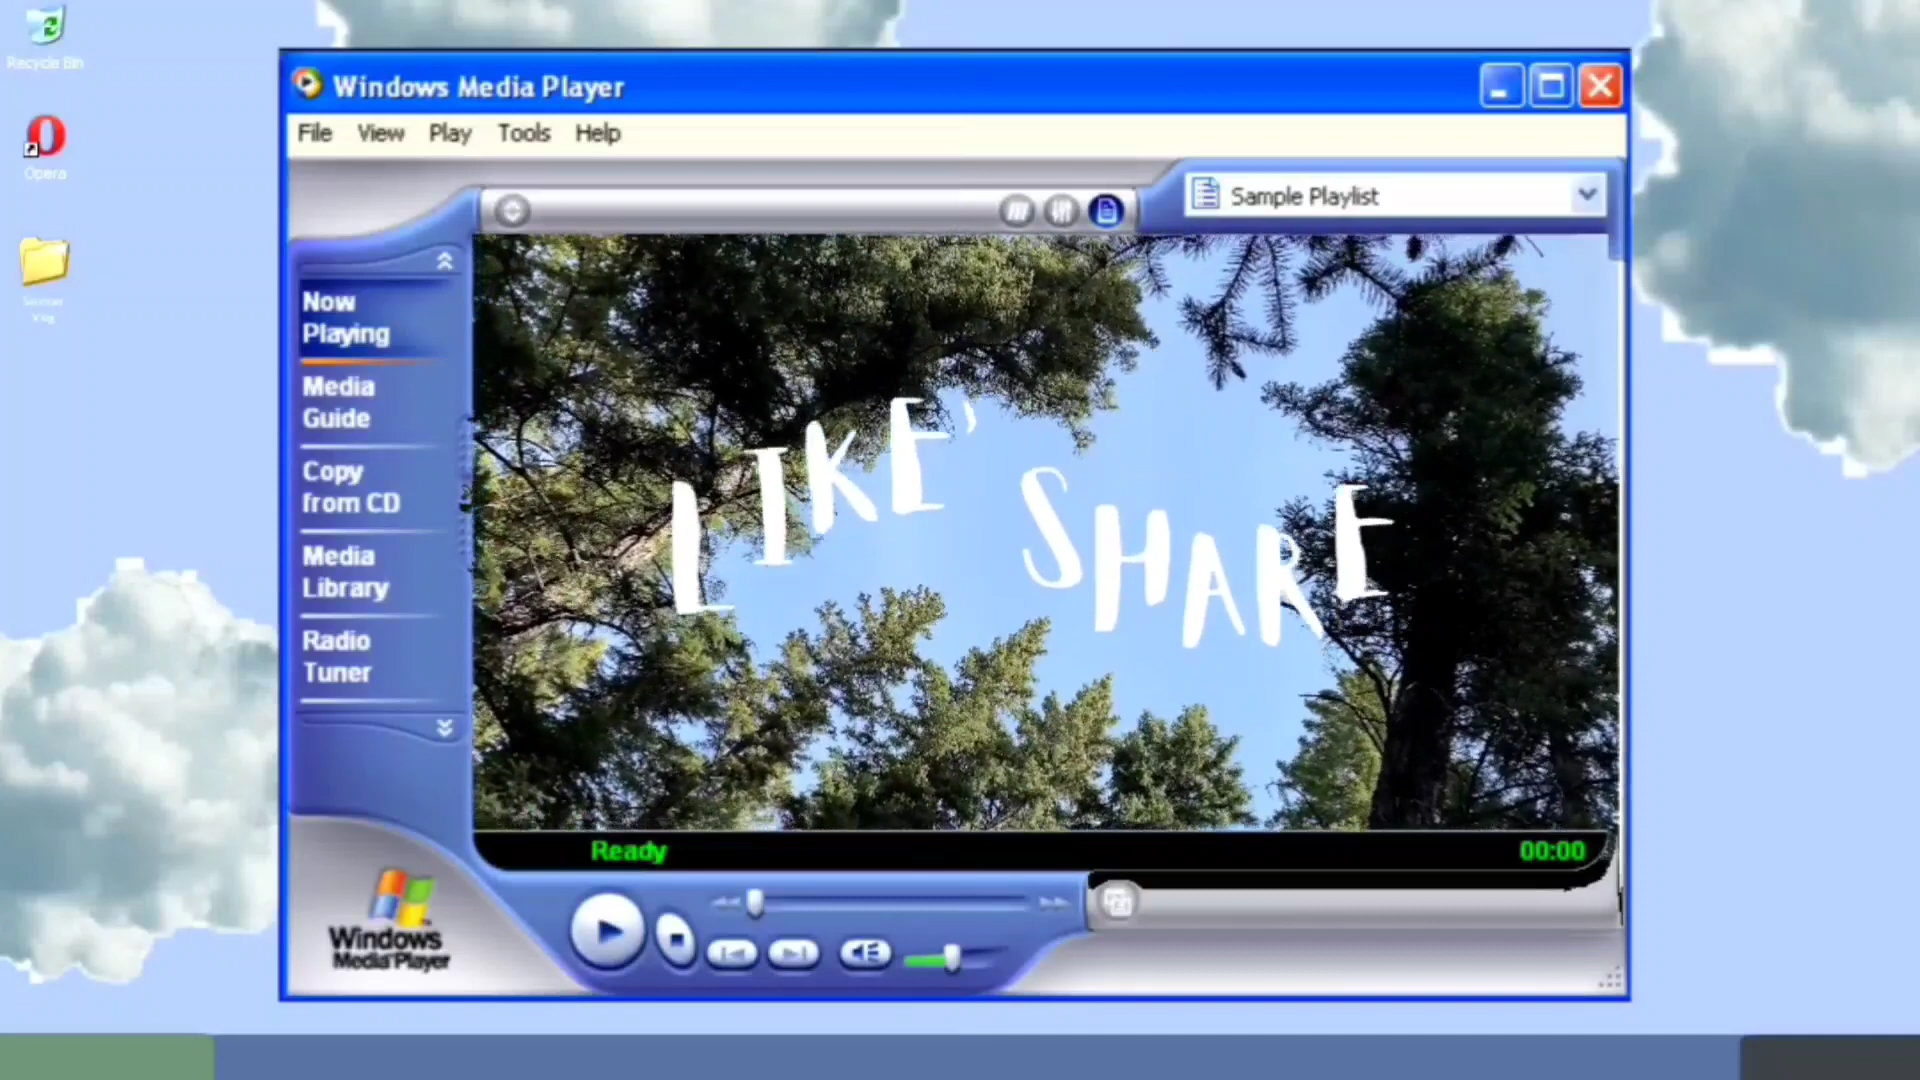 Recycle Bin
Opera
Windows Media Player
File View Play Tools Help
Sample Playlist
Now
Playing
Media
Guide
Copy
from CD
Media
Library
Radio
Tuner
LIKE'
SHARE
Ready
00:00
Windows
Media Player